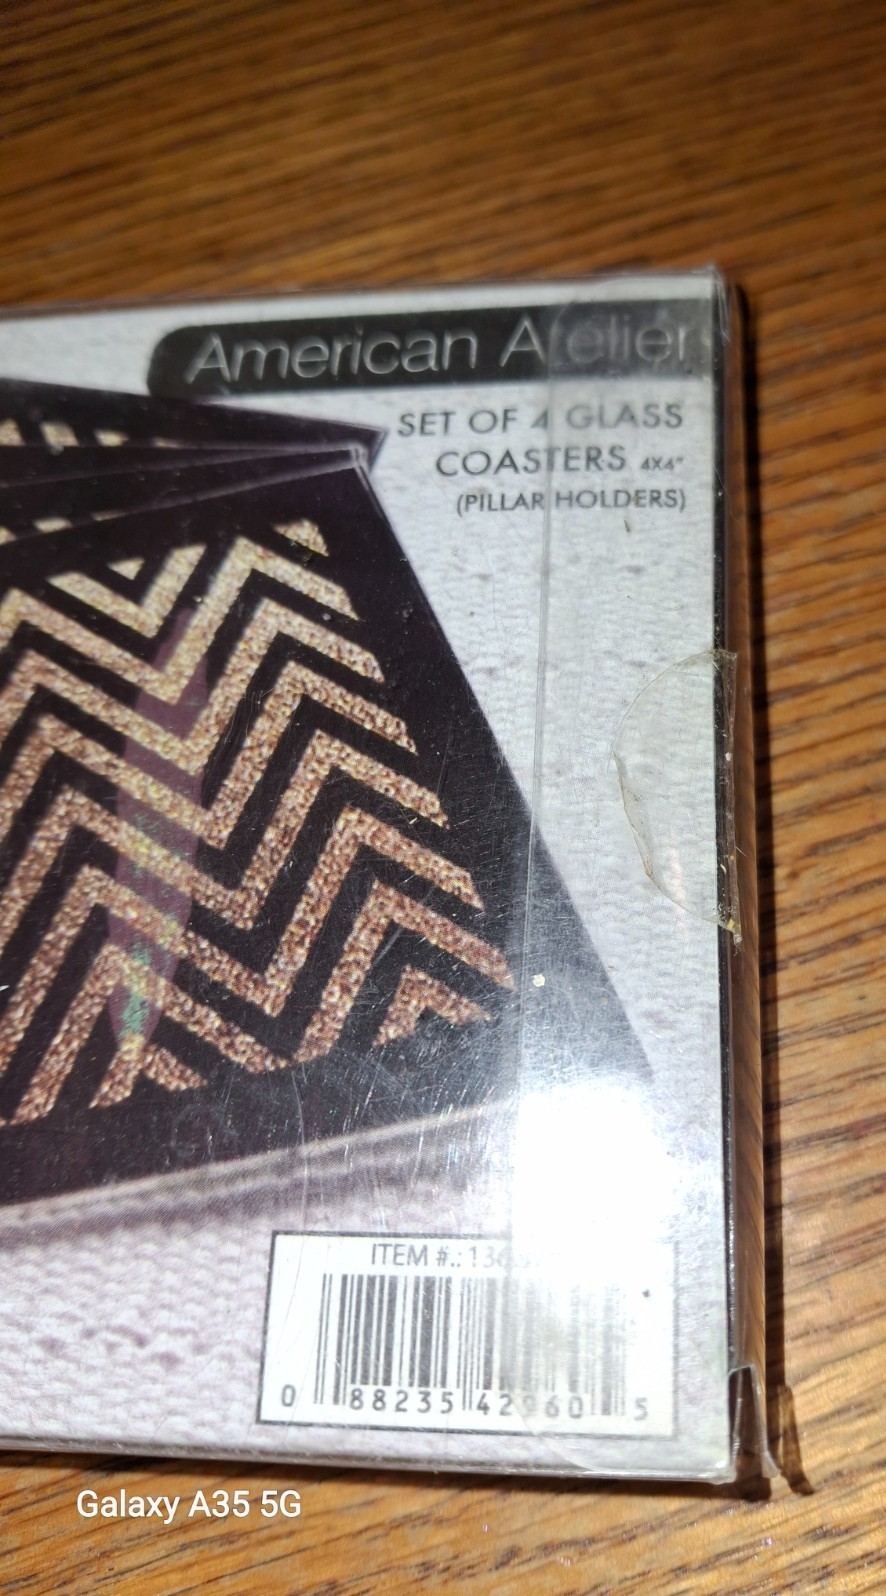 American Atelier
SET OF 4 GLASS
COASTERS 4X4"
(PILLAR HOLDERS)
ITEM #.:
0 88235 42960 5
Galaxy A35 5G